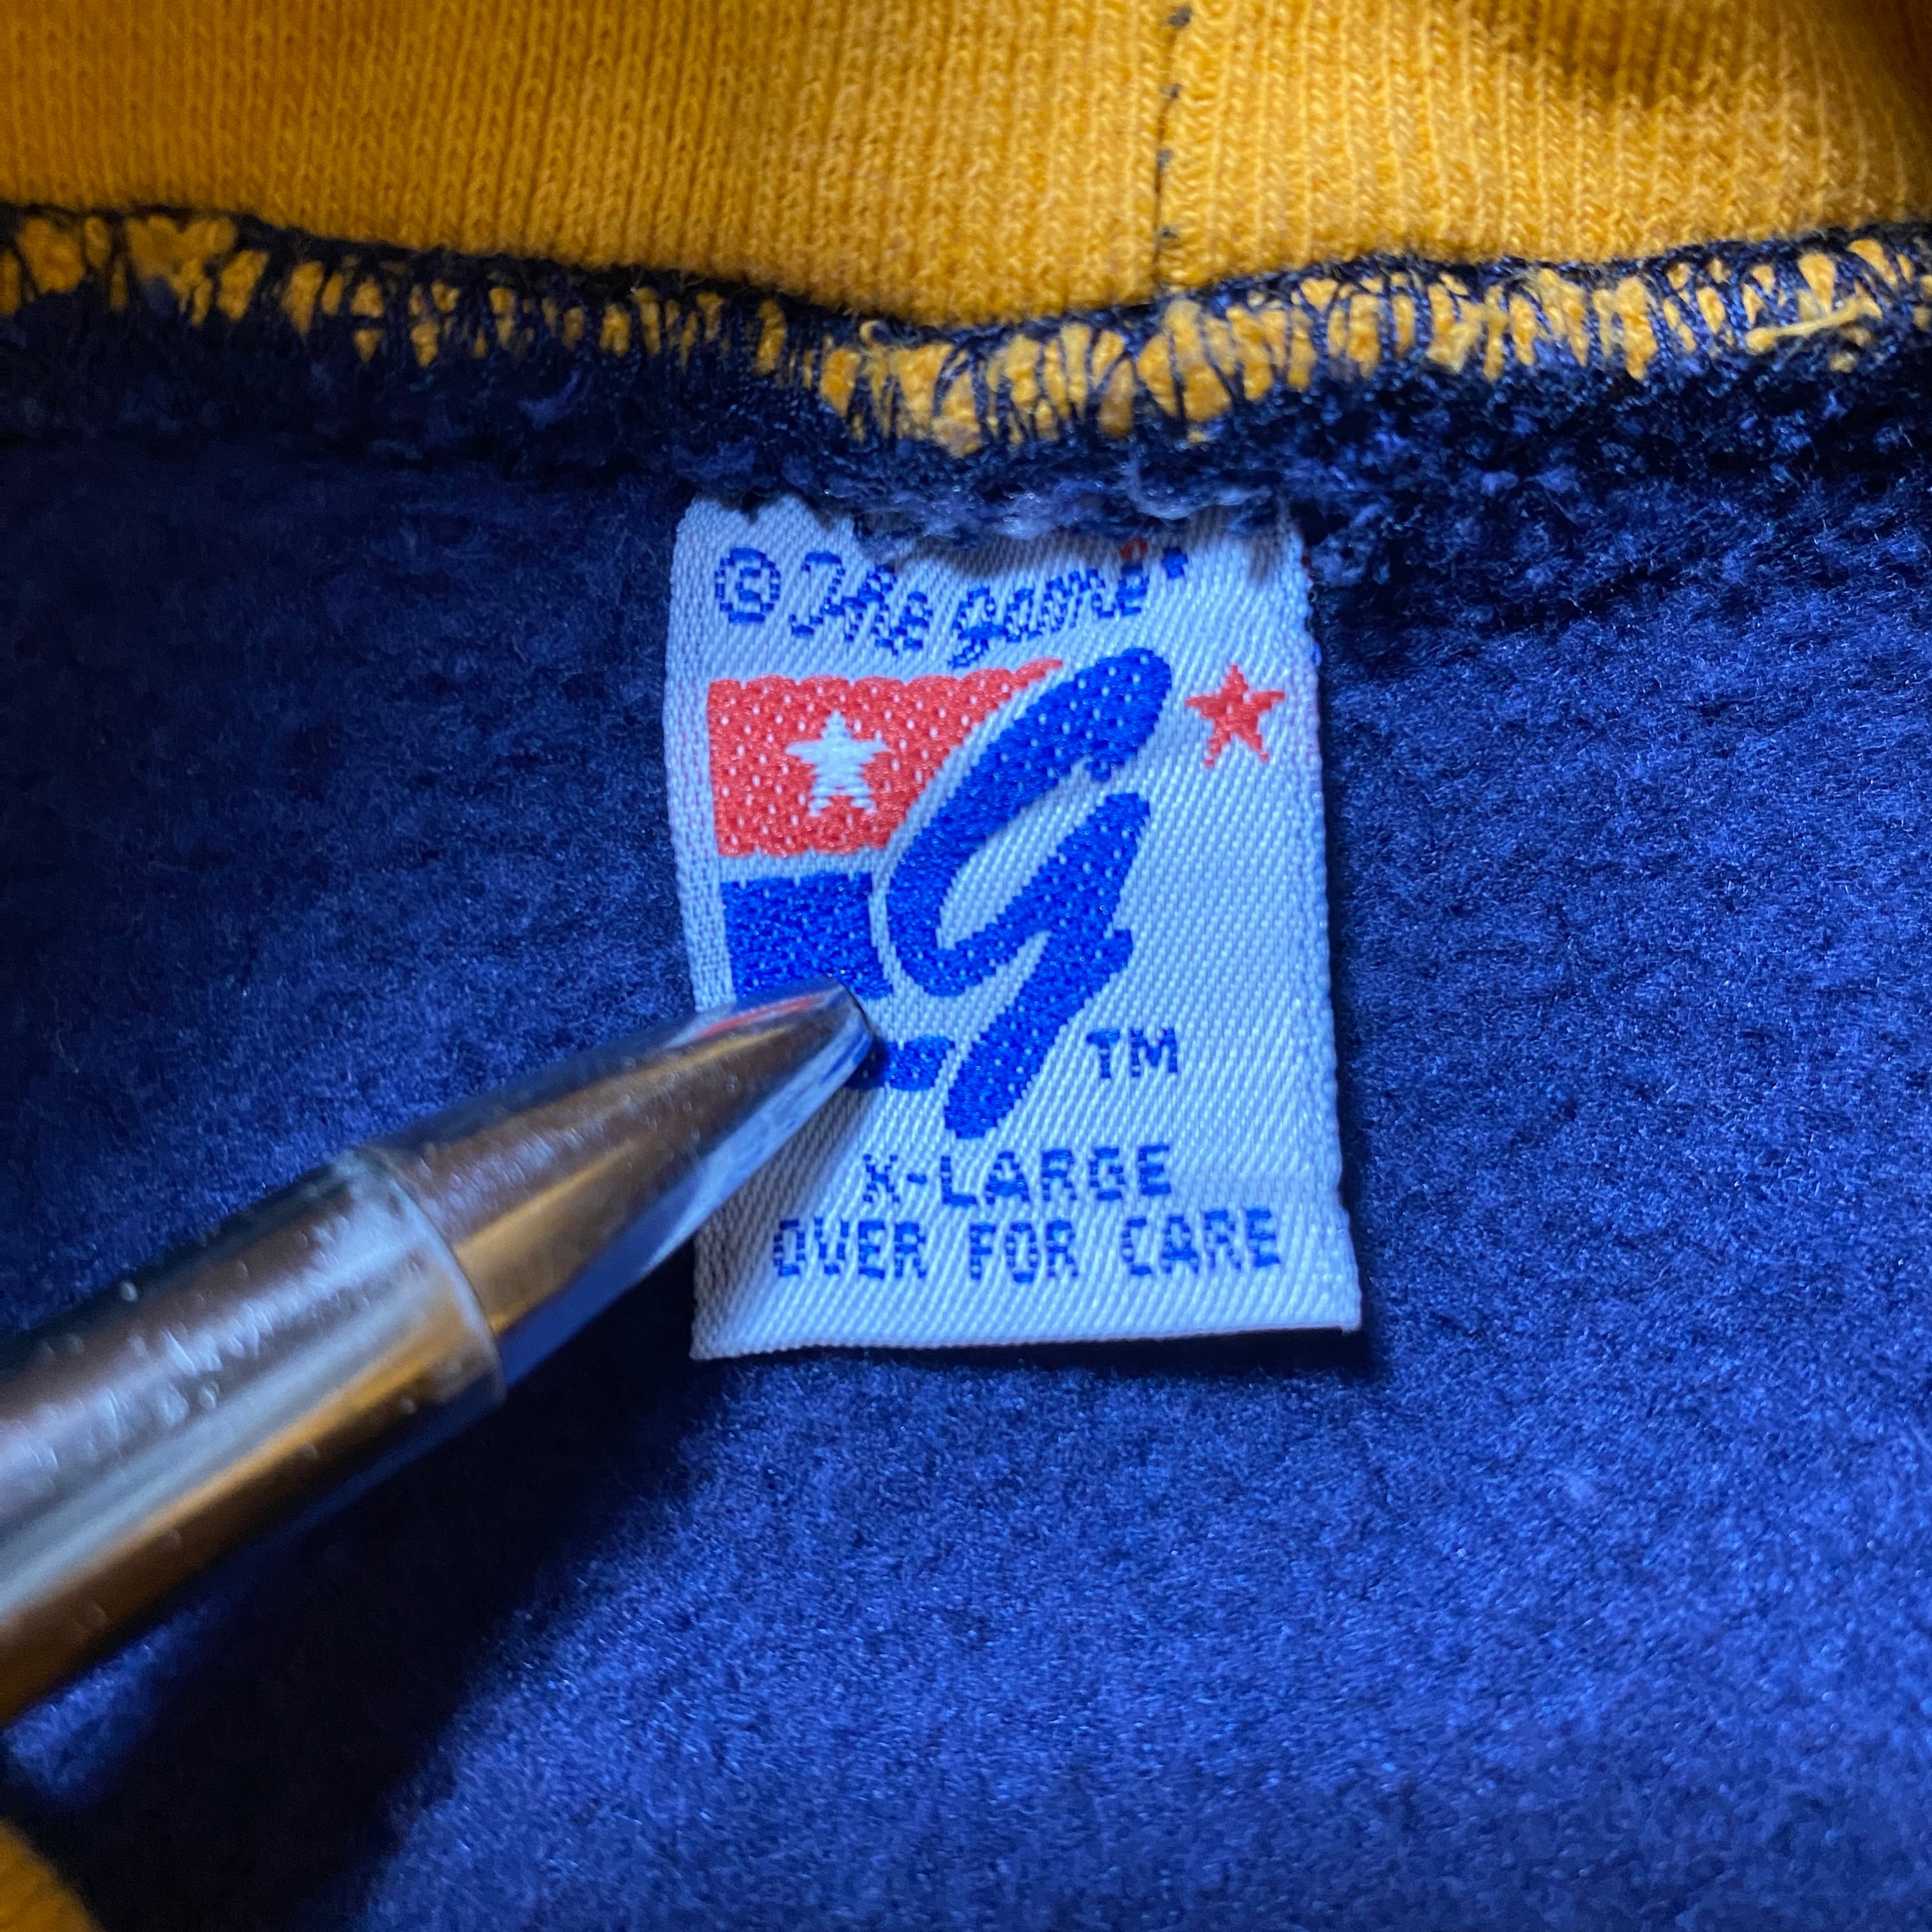 © The Game
G TM
X-LARGE
OVER FOR CARE